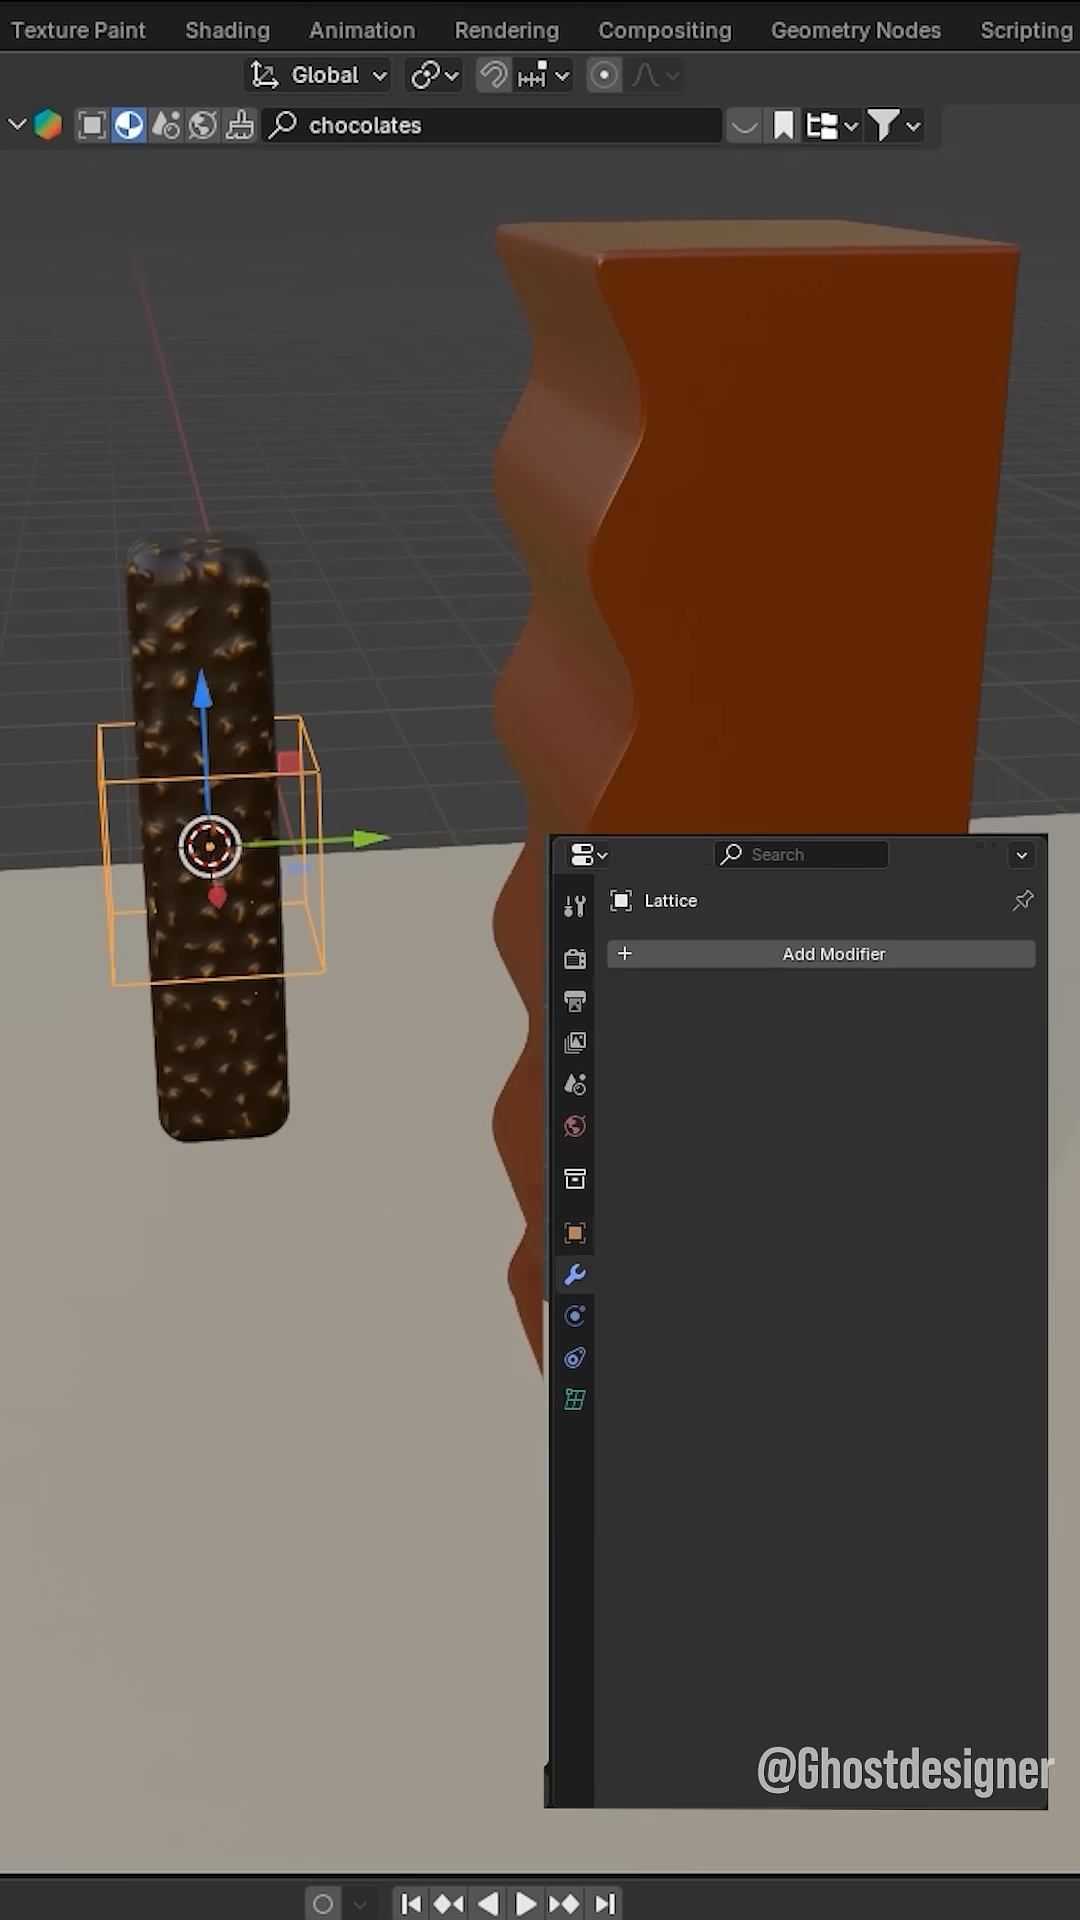 Texture Paint Shading Animation Rendering Compositing Geometry Nodes Scripting
Global
chocolates
Search
Lattice
+ Add Modifier
@Ghostdesigner